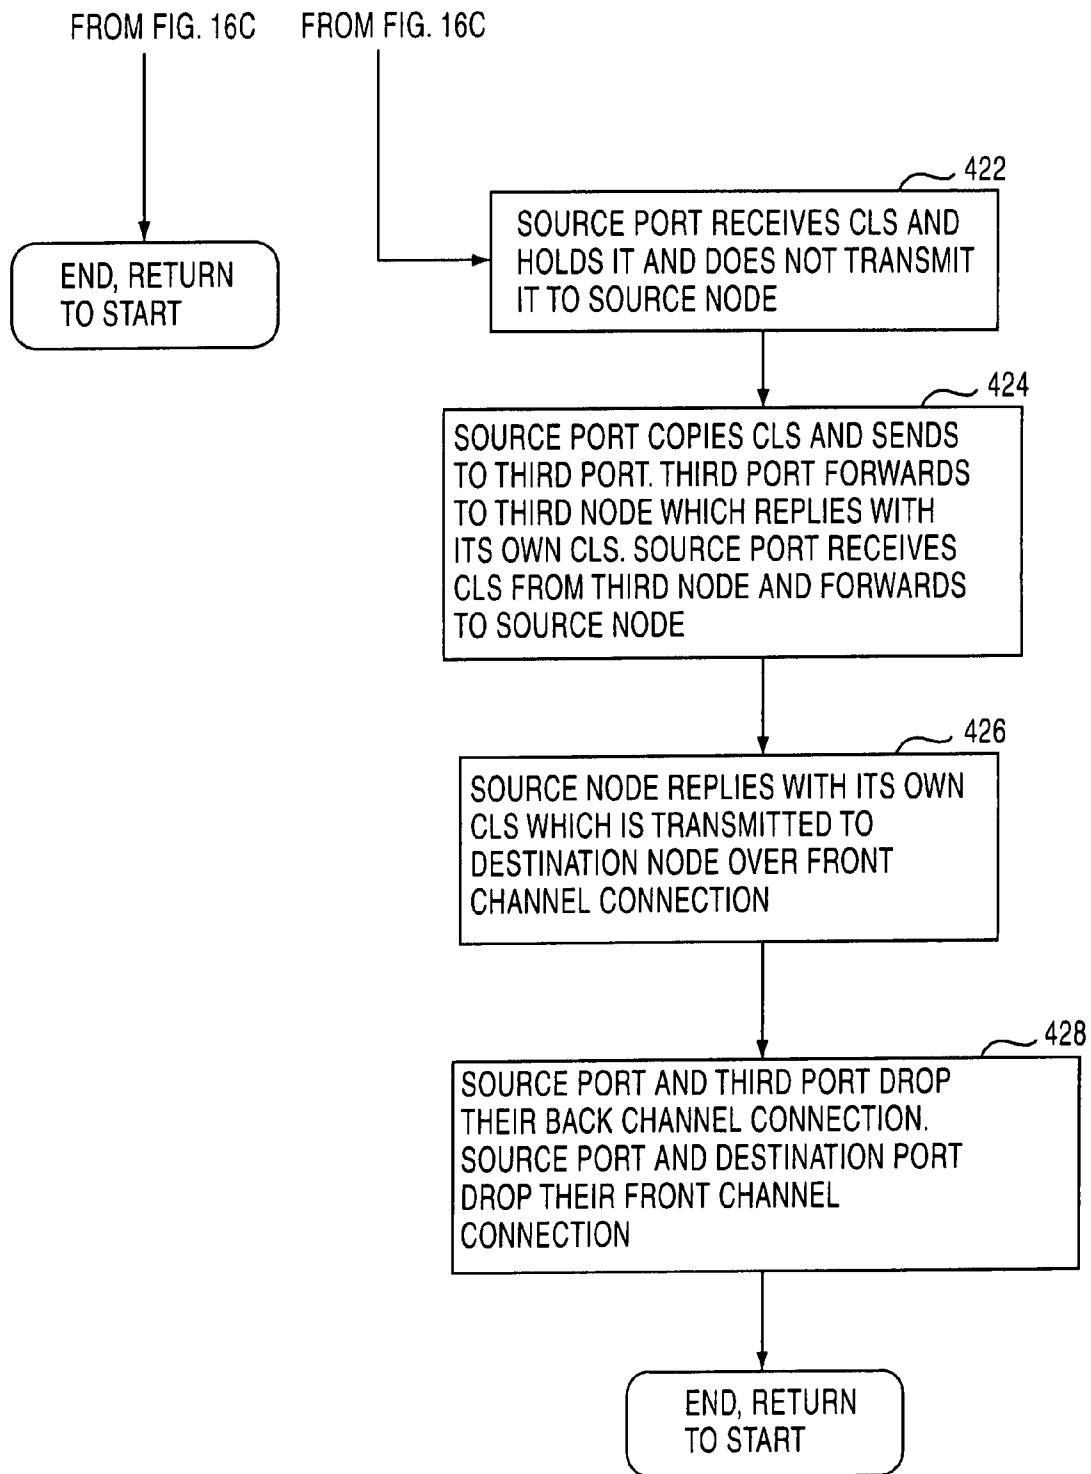 FROM FIG. 16C
FROM FIG. 16C
END, RETURN
TO START
422
SOURCE PORT RECEIVES CLS AND
HOLDS IT AND DOES NOT TRANSMIT
IT TO SOURCE NODE
424
SOURCE PORT COPIES CLS AND SENDS
TO THIRD PORT. THIRD PORT FORWARDS
TO THIRD NODE WHICH REPLIES WITH
ITS OWN CLS. SOURCE PORT RECEIVES
CLS FROM THIRD NODE AND FORWARDS
TO SOURCE NODE
426
SOURCE NODE REPLIES WITH ITS OWN
CLS WHICH IS TRANSMITTED TO
DESTINATION NODE OVER FRONT
CHANNEL CONNECTION
428
SOURCE PORT AND THIRD PORT DROP
THEIR BACK CHANNEL CONNECTION.
SOURCE PORT AND DESTINATION PORT
DROP THEIR FRONT CHANNEL
CONNECTION
END, RETURN
TO START